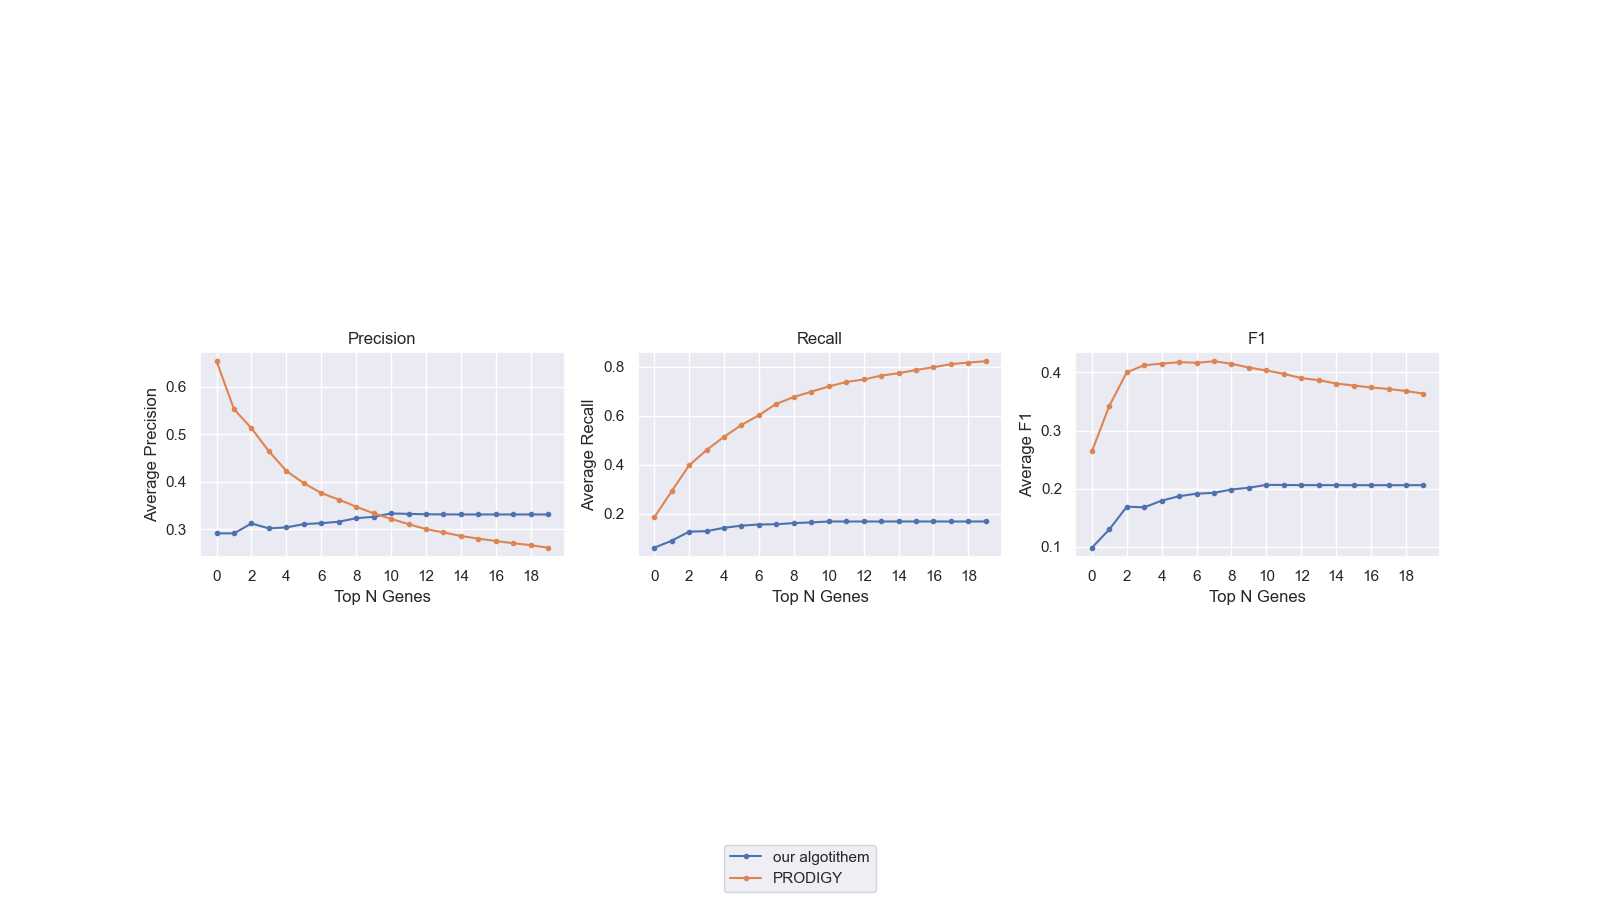 Precision
Average Precision
0.6
0.5
0.4
0.3
0 2 4 6 8 10 12 14 16 18
Top N Genes
Recall
Average Recall
0.8
0.6
0.4
0.2
0 2 4 6 8 10 12 14 16 18
Top N Genes
F1
Average F1
0.4
0.3
0.2
0.1
0 2 4 6 8 10 12 14 16 18
Top N Genes
our algotithem
PRODIGY